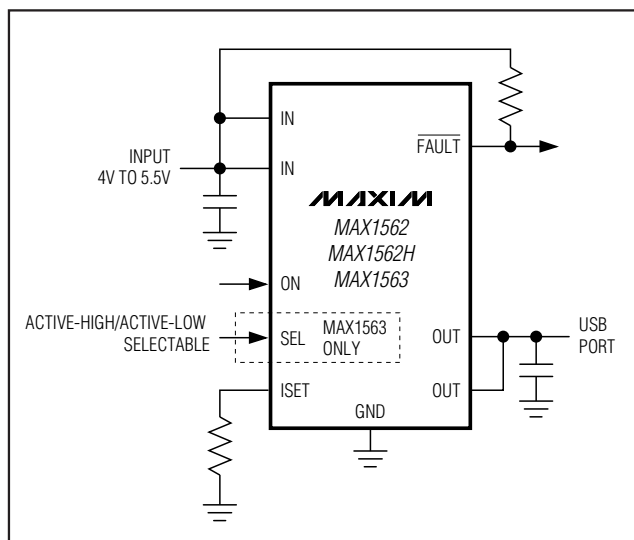 IN
FAULT
INPUT
4V TO 5.5V
IN
MAXIM
MAX1562
MAX1562H
MAX1563
ON
ACTIVE-HIGH/ACTIVE-LOW
SELECTABLE
SEL
MAX1563
ONLY
OUT
USB
PORT
ISET
OUT
GND